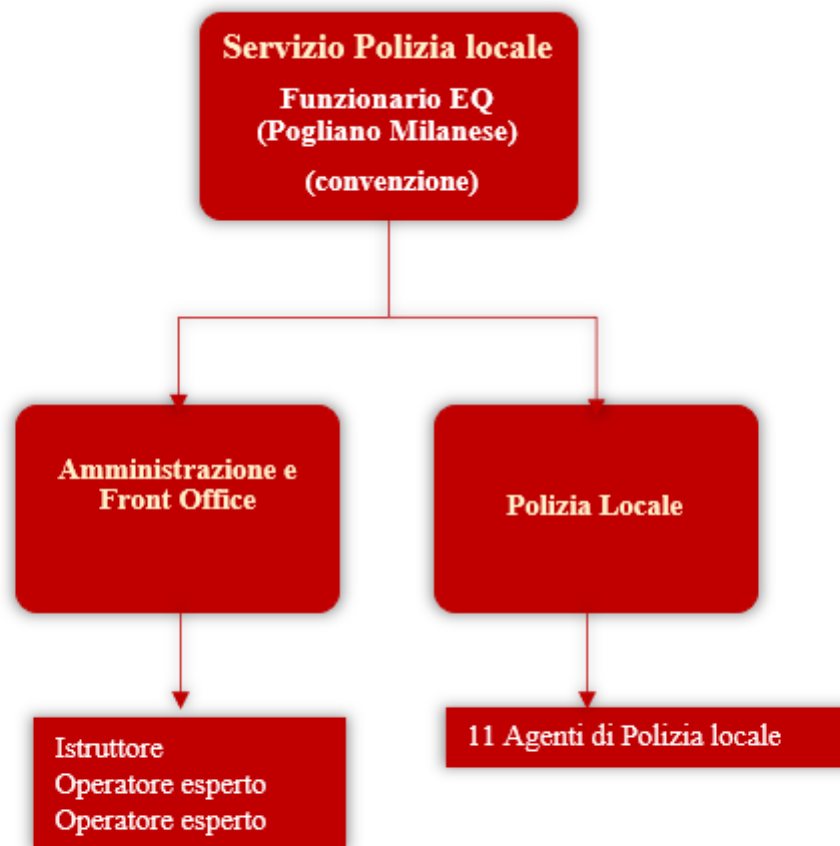 Servizio Polizia locale
Funzionario EQ
(Pogliano Milanese)
(convenzione)
Amministrazione e
Front Office
Polizia Locale
Istruttore
Operatore esperto
Operatore esperto
11 Agenti di Polizia locale